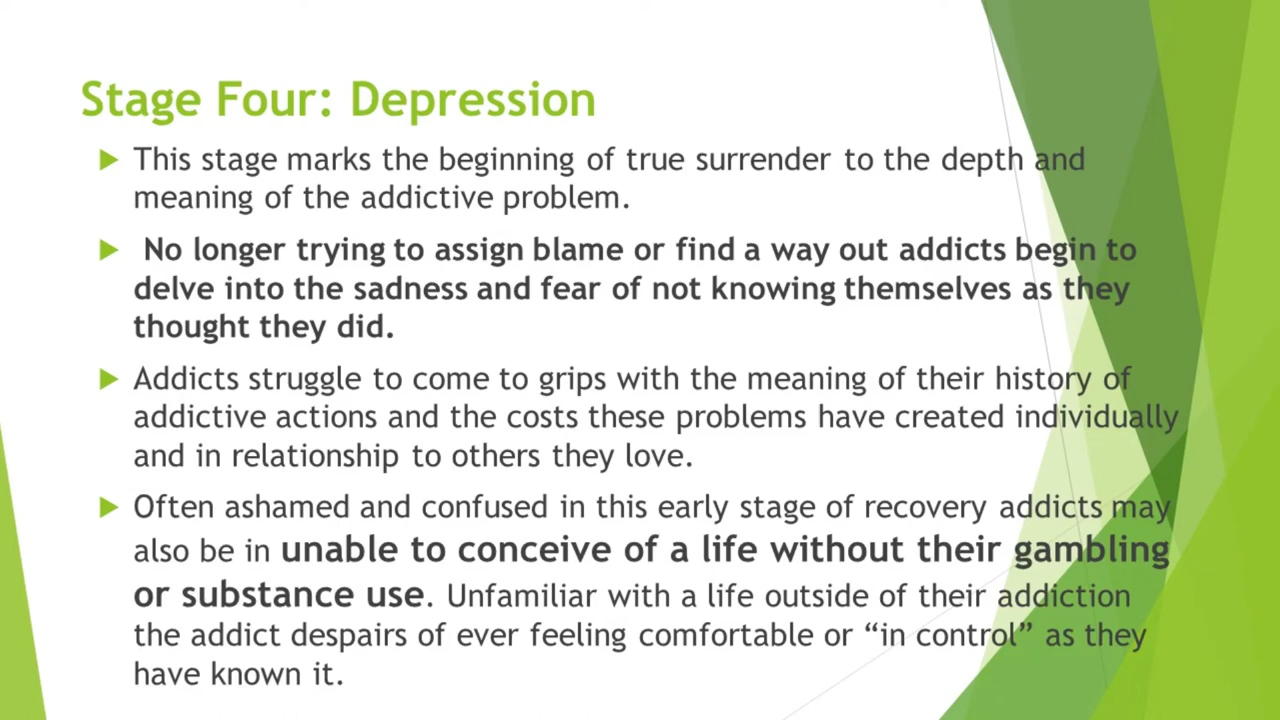 Stage Four: Depression
This stage marks the beginning of true surrender to the depth and
meaning of the addictive problem.
No longer trying to assign blame or find a way out addicts begin to
delve into the sadness and fear of not knowing themselves as they
thought they did.
Addicts struggle to come to grips with the meaning of their history of
addictive actions and the costs these problems have created individually
and in relationship to others they love.
Often ashamed and confused in this early stage of recovery addicts may
also be in unable to conceive of a life without their gambling
or substance use. Unfamiliar with a life outside of their addiction
the addict despairs of ever feeling comfortable or “in control” as they
have known it.